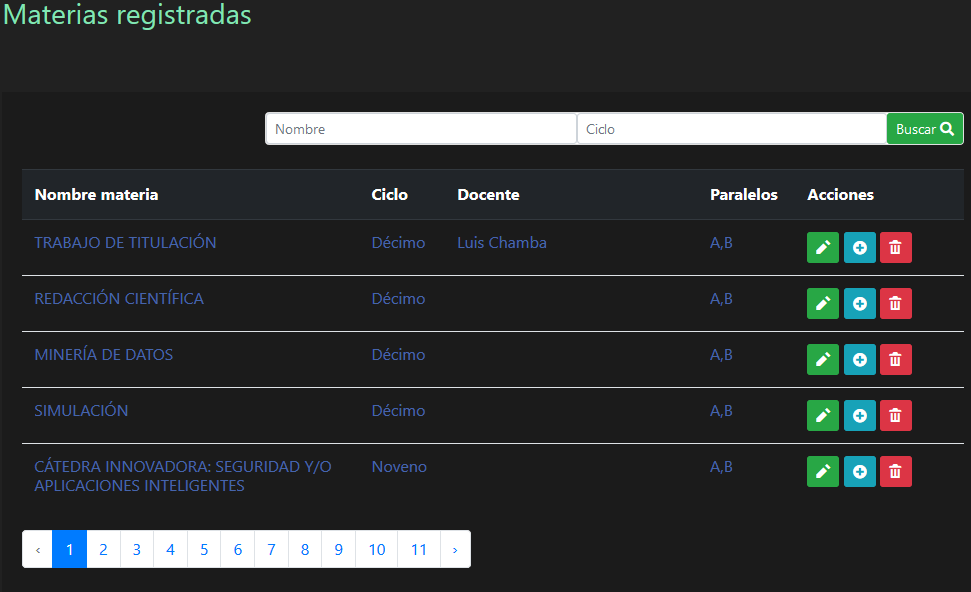 Materias registradas
Nombre Ciclo Buscar
Nombre materia Ciclo Docente Paralelos Acciones
TRABAJO DE TITULACIÓN Décimo Luis Chamba A,B
REDACCIÓN CIENTÍFICA Décimo A,B
MINERÍA DE DATOS Décimo A,B
SIMULACIÓN Décimo A,B
CÁTEDRA INNOVADORA: SEGURIDAD Y/O Noveno A,B
APLICACIONES INTELIGENTES
‹ 1 2 3 4 5 6 7 8 9 10 11 ›